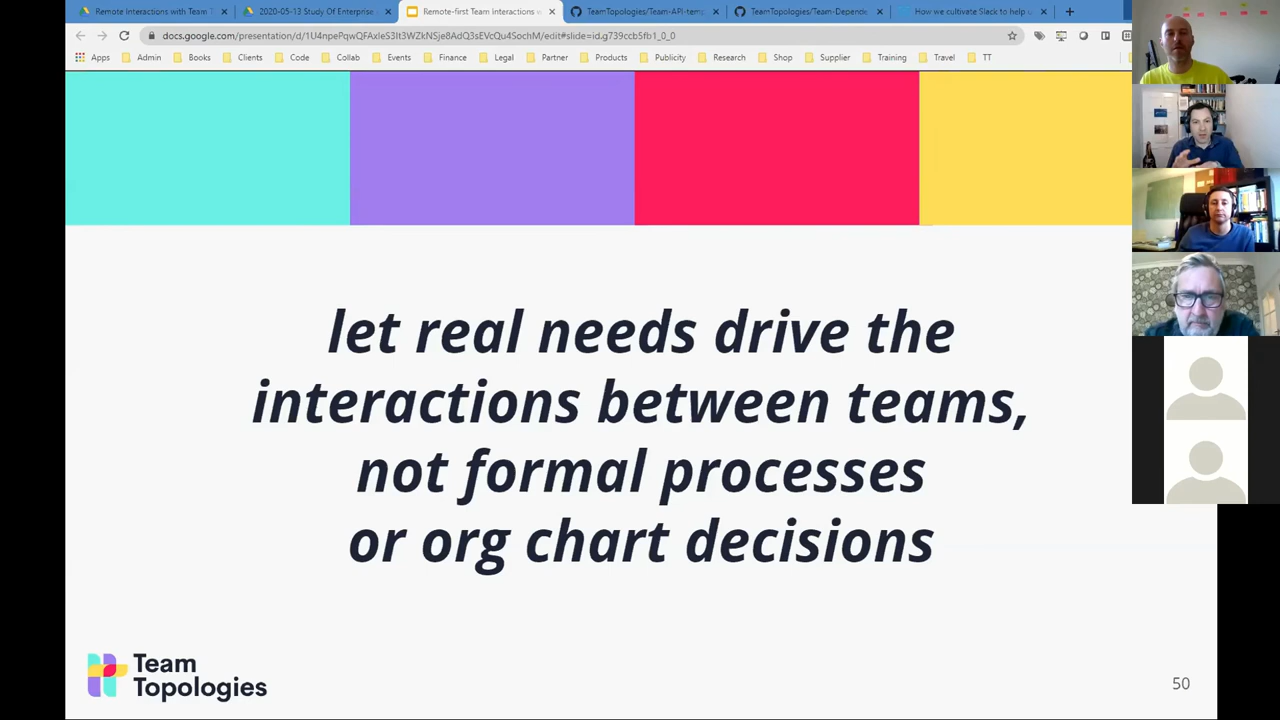 Remote Interactions with Team T
2020-05-13 Study Of Enterprise
Remote-first Team Interactions w
TeamTopologies/Team-API-tem
TeamTopologies/Team-Depende
How we cultivate Slack to help u
docs.google.com/presentation/d/1U4npePqwQFAxleS3It3WZkNSje8AdQ3sEVcQu4SochM/edit#slide=id.g739ccb5fb1_0_0
Apps
Admin
Books
Clients
Code
Collab
Events
Finance
Legal
Partner
Products
Publicity
Research
Shop
Supplier
Training
Travel
TT
let real needs drive the
interactions between teams,
not formal processes
or org chart decisions
Team
Topologies
50